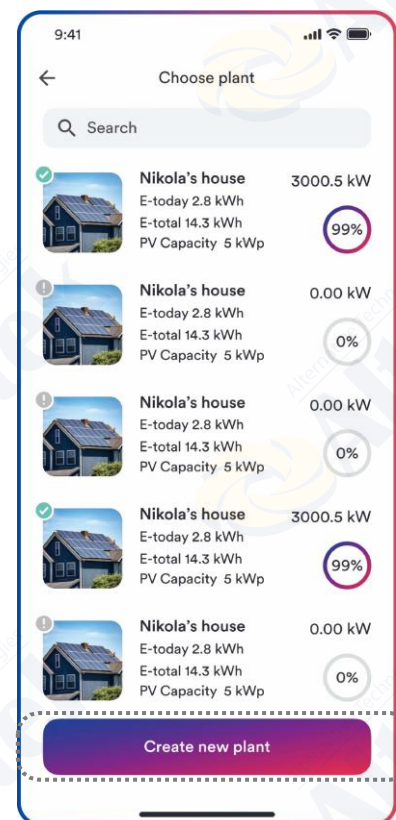 9:41
Choose plant
Search
Nikola's house
3000.5 kW
E-today 2.8 kWh
E-total 14.3 kWh
99%
PV Capacity 5 kWp
Nikola's house
0.00 kW
E-today 2.8 kWh
E-total 14.3 kWh
0%
PV Capacity 5 kWp
Nikola's house
0.00 kW
E-today 2.8 kWh
E-total 14.3 kWh
0%
PV Capacity 5 kWp
Nikola's house
3000.5 kW
E-today 2.8 kWh
E-total 14.3 kWh
99%
PV Capacity 5 kWp
Nikola's house
0.00 kW
E-today 2.8 kWh
E-total 14.3 kWh
0%
PV Capacity 5 kWp
Create new plant